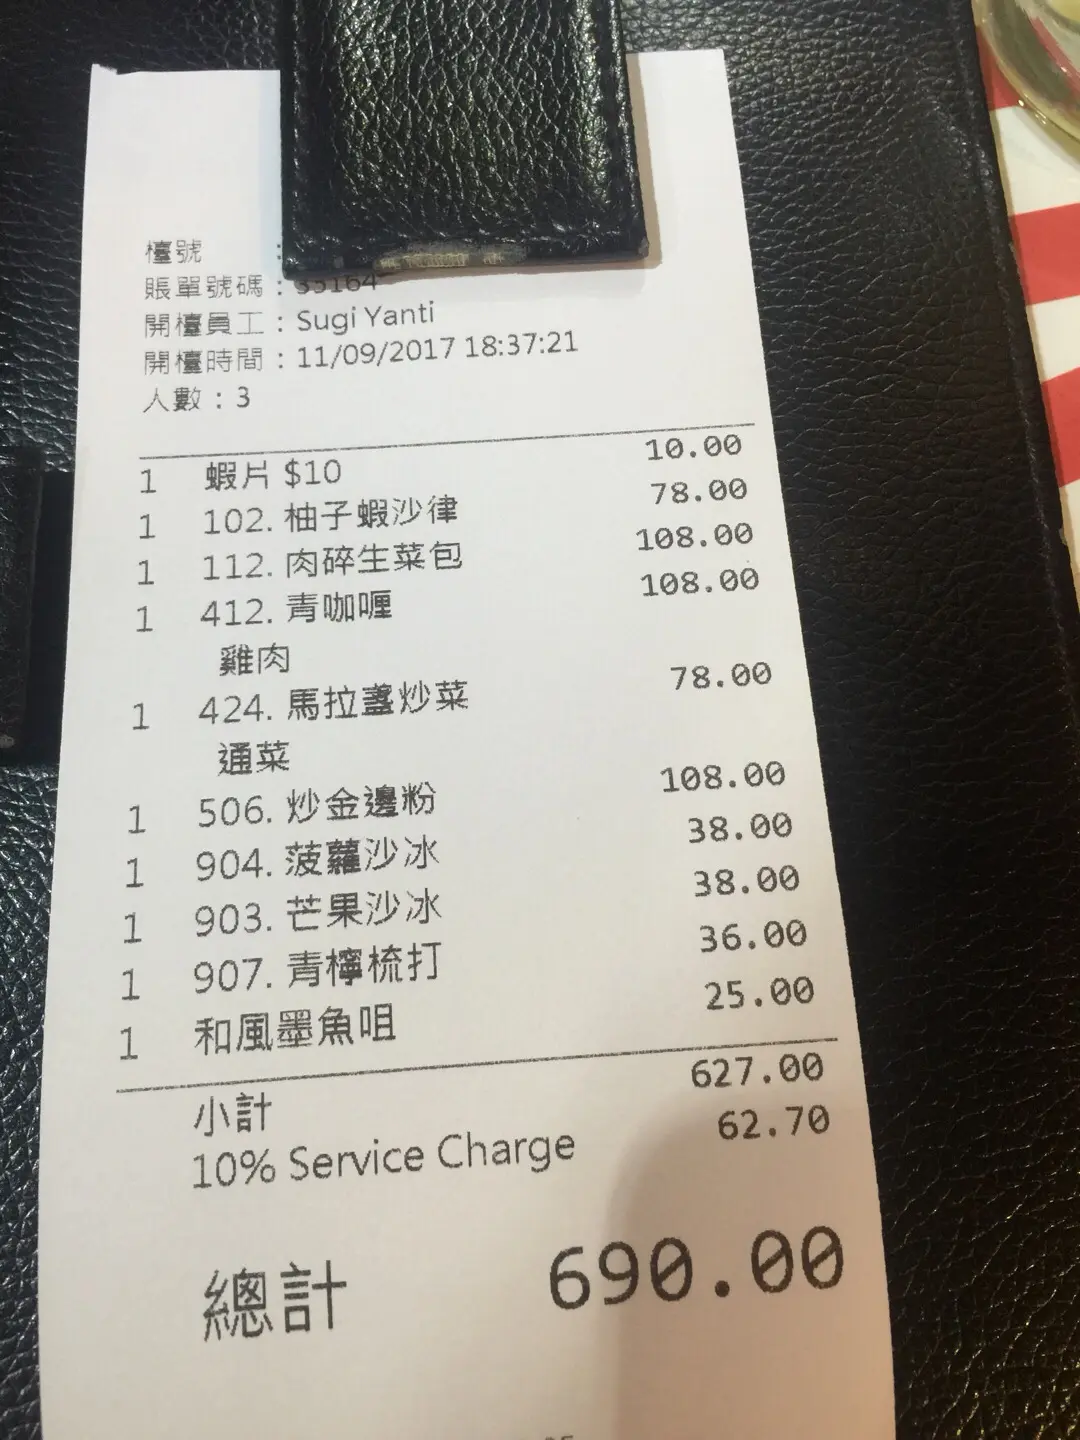 檯號 :
賬單號碼 : 35164
開檯員工 : Sugi Yanti
開檯時間 : 11/09/2017 18:37:21
人數 : 3
1 蝦片 $10 10.00
1 102. 柚子蝦沙律 78.00
1 112. 肉碎生菜包 108.00
1 412. 青咖喱 108.00
雞肉
1 424. 馬拉盞炒菜 78.00
通菜
1 506. 炒金邊粉 108.00
1 904. 菠蘿沙冰 38.00
1 903. 芒果沙冰 38.00
1 907. 青檸梳打 36.00
1 和風墨魚咀 25.00
小計 627.00
10% Service Charge 62.70
總計 690.00